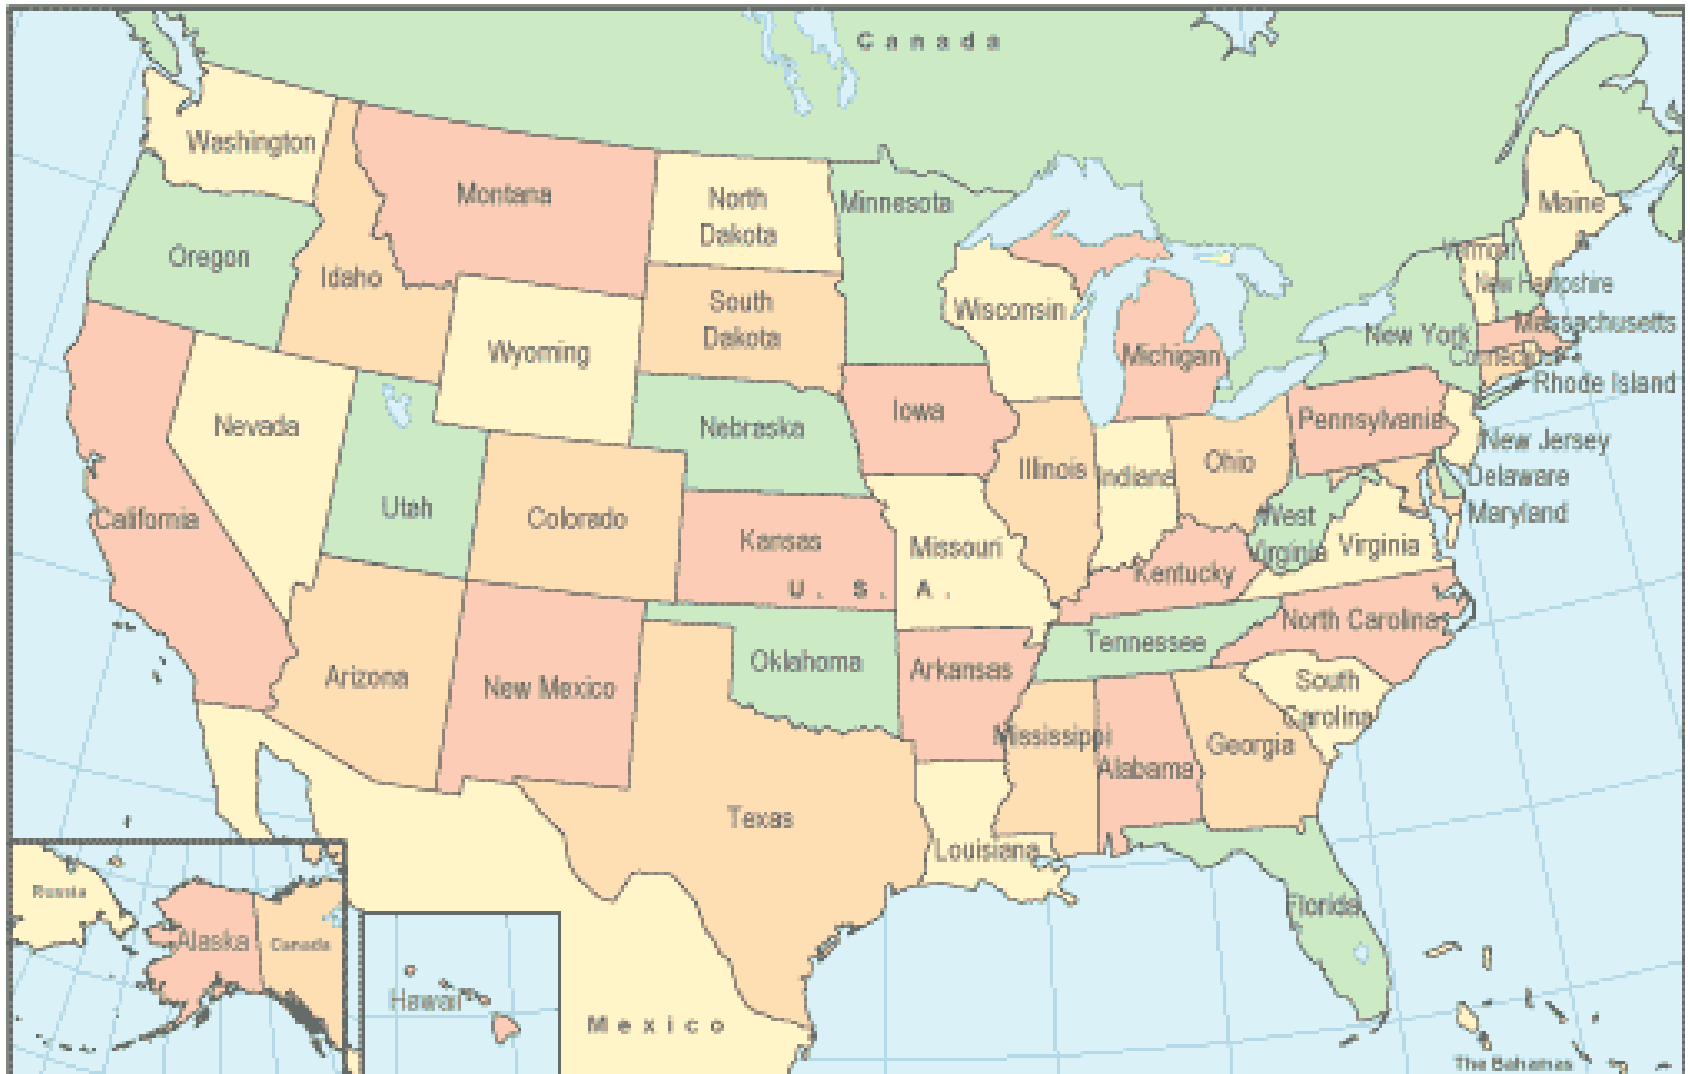 Canada
Washington
Montana
North
Dakota
Minnesota
Maine
Oregon
Idaho
Vermont
New Hampshire
South
Dakota
Wisconsin
Wyoming
Michigan
New York
Massachusetts
Connecticut
Rhode Island
Nevada
Nebraska
Iowa
Pennsylvania
New Jersey
Illinois
Indiana
Ohio
Delaware
Utah
Colorado
California
Kansas
Missouri
West
Virginia
Virginia
Maryland
Kentucky
U. S. A.
North Carolina
Tennessee
Oklahoma
Arkansas
Arizona
New Mexico
South
Carolina
Mississippi
Alabama
Georgia
Texas
Louisiana
Florida
Russia
Alaska
Canada
Hawaii
Mexico
The Bahamas